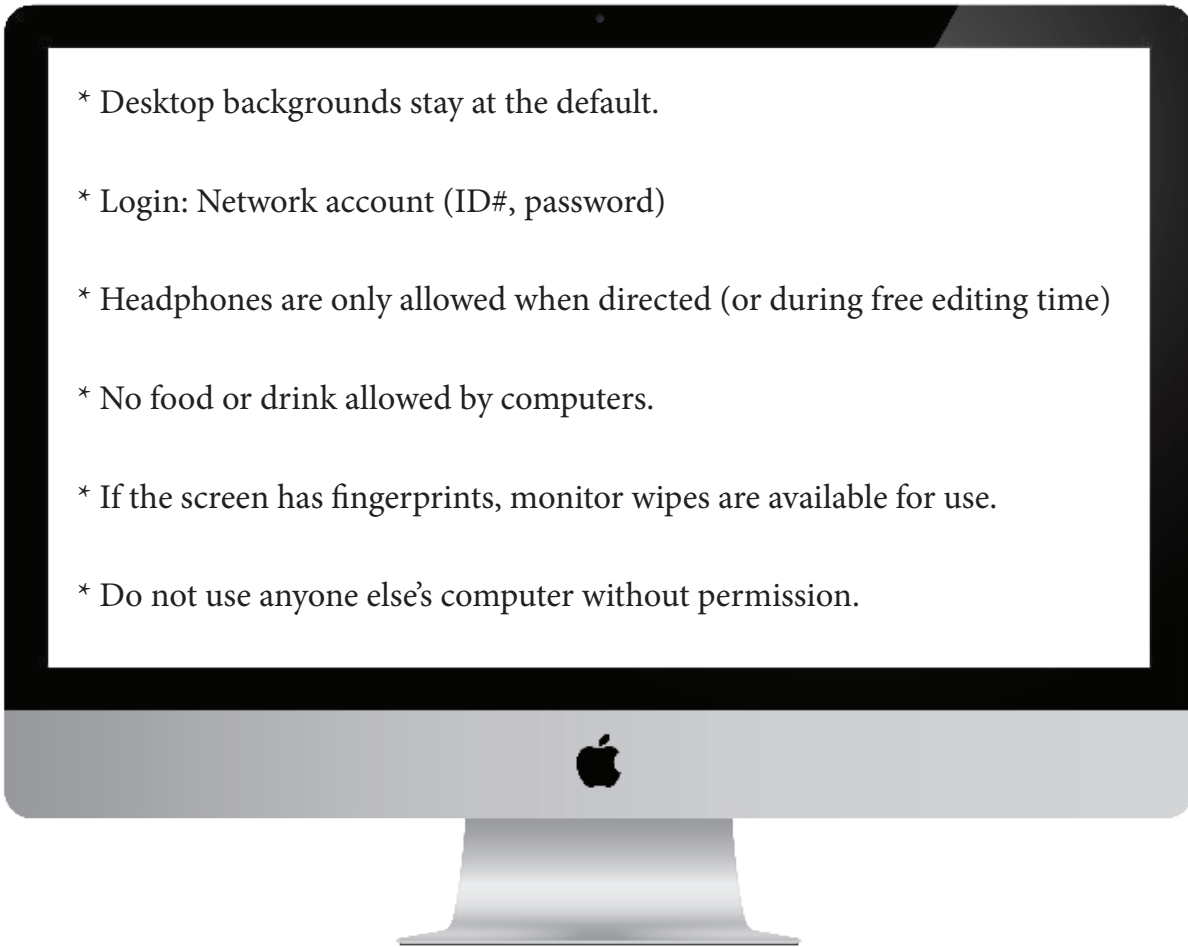 * Desktop backgrounds stay at the default.
* Login: Network account (ID#, password)
* Headphones are only allowed when directed (or during free editing time)
* No food or drink allowed by computers.
* If the screen has fingerprints, monitor wipes are available for use.
* Do not use anyone else’s computer without permission.